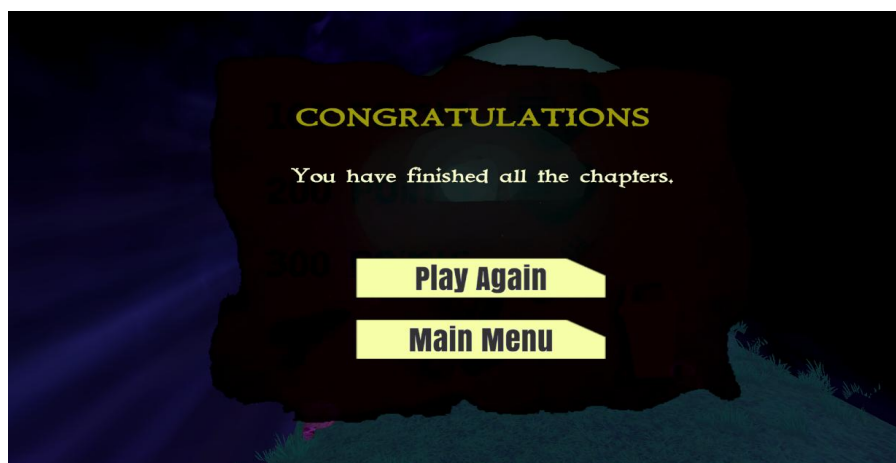 CONGRATULATIONS
You have finished all the chapters.
Play Again
Main Menu